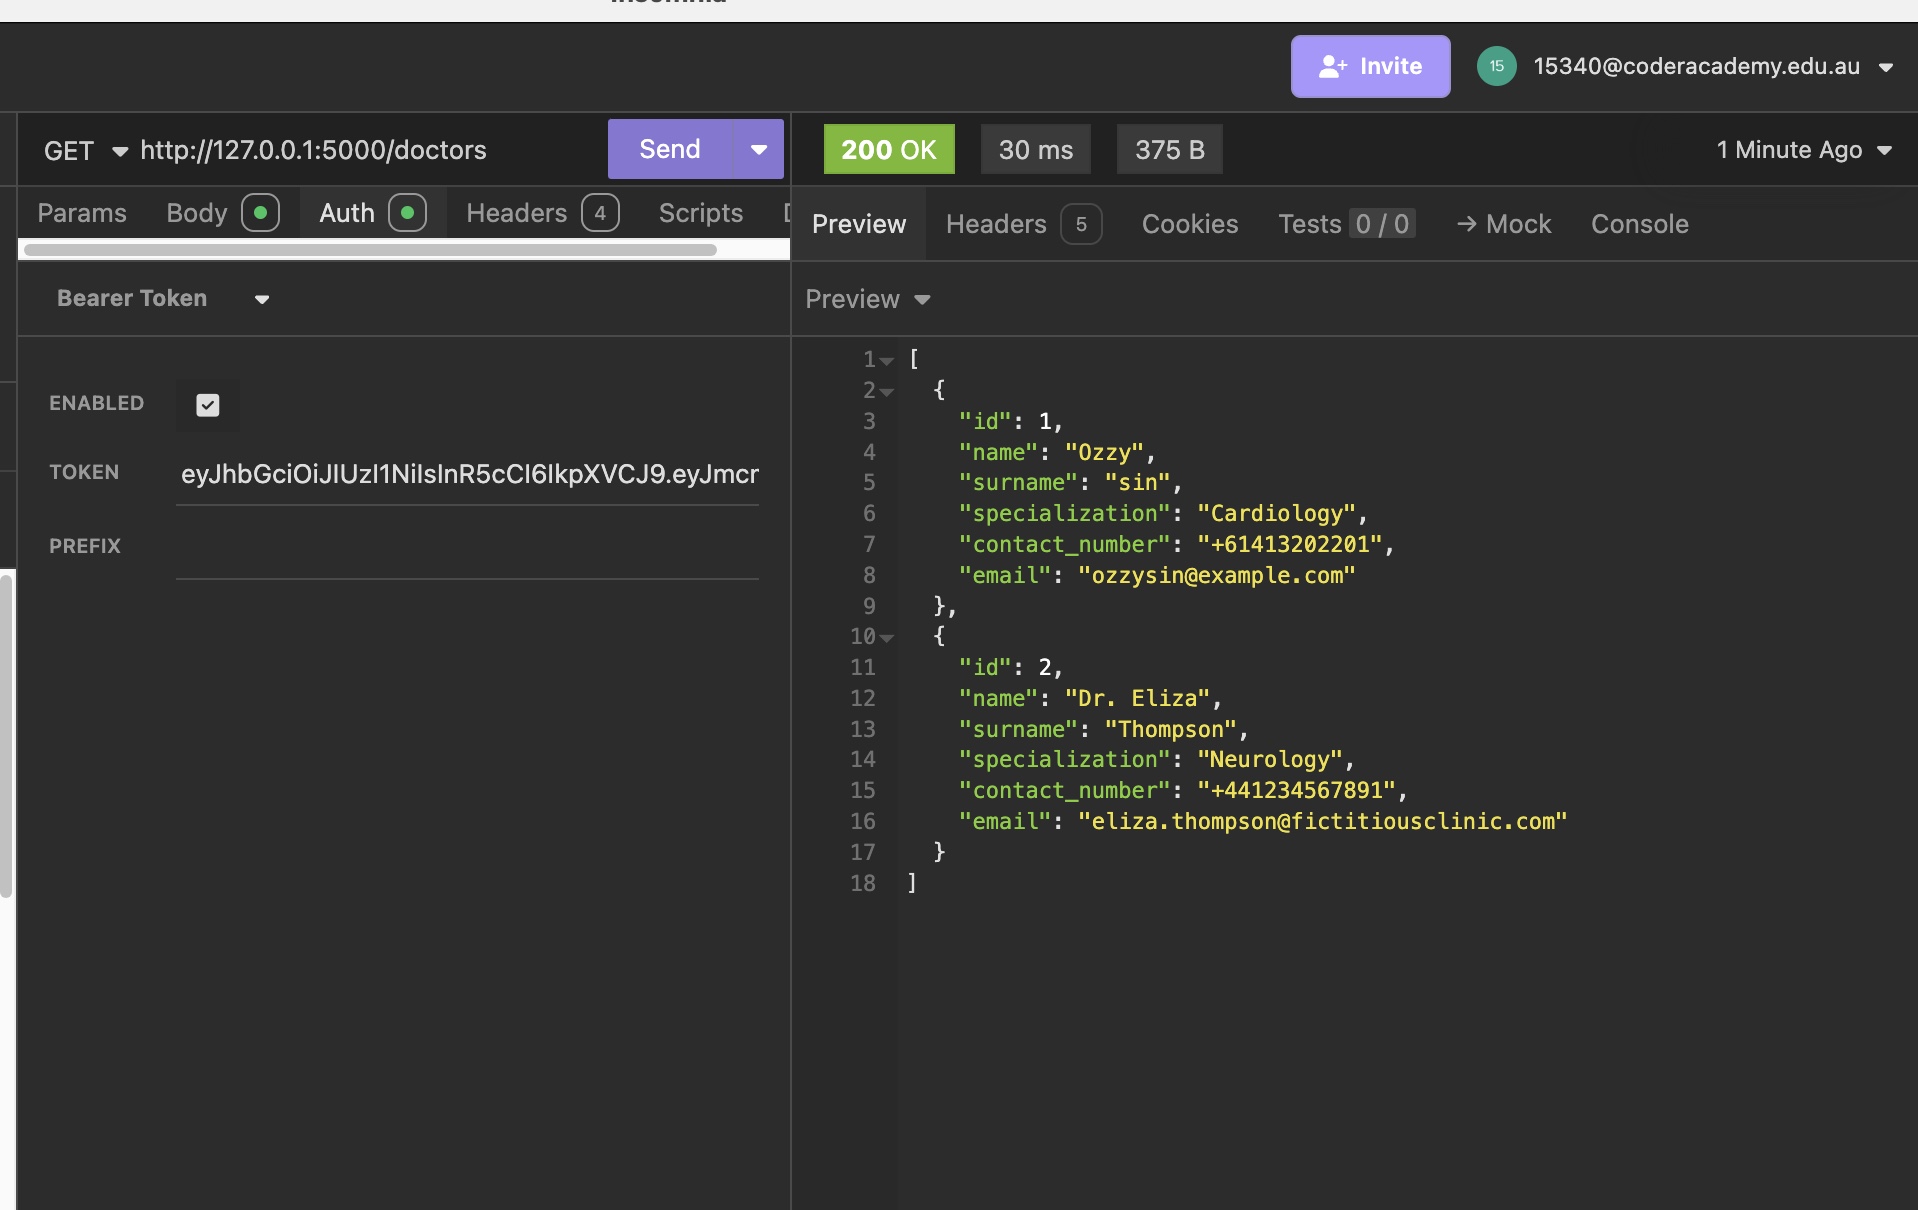 Invite 15 15340@coderacademy.edu.au
GET http://127.0.0.1:5000/doctors Send 200 OK 30 ms 375 B 1 Minute Ago
Params Body Auth Headers 4 Scripts
Preview Headers 5 Cookies Tests 0 / 0 → Mock Console
Bearer Token
Preview
ENABLED
TOKEN eyJhbGciOiJIUzI1NiIsInR5cCI6IkpXVCJ9.eyJmcr
PREFIX
1 [
2 {
3 "id": 1,
4 "name": "Ozzy",
5 "surname": "sin",
6 "specialization": "Cardiology",
7 "contact_number": "+61413202201",
8 "email": "ozzysin@example.com"
9 },
10 {
11 "id": 2,
12 "name": "Dr. Eliza",
13 "surname": "Thompson",
14 "specialization": "Neurology",
15 "contact_number": "+441234567891",
16 "email": "eliza.thompson@fictitiousclinic.com"
17 }
18 ]